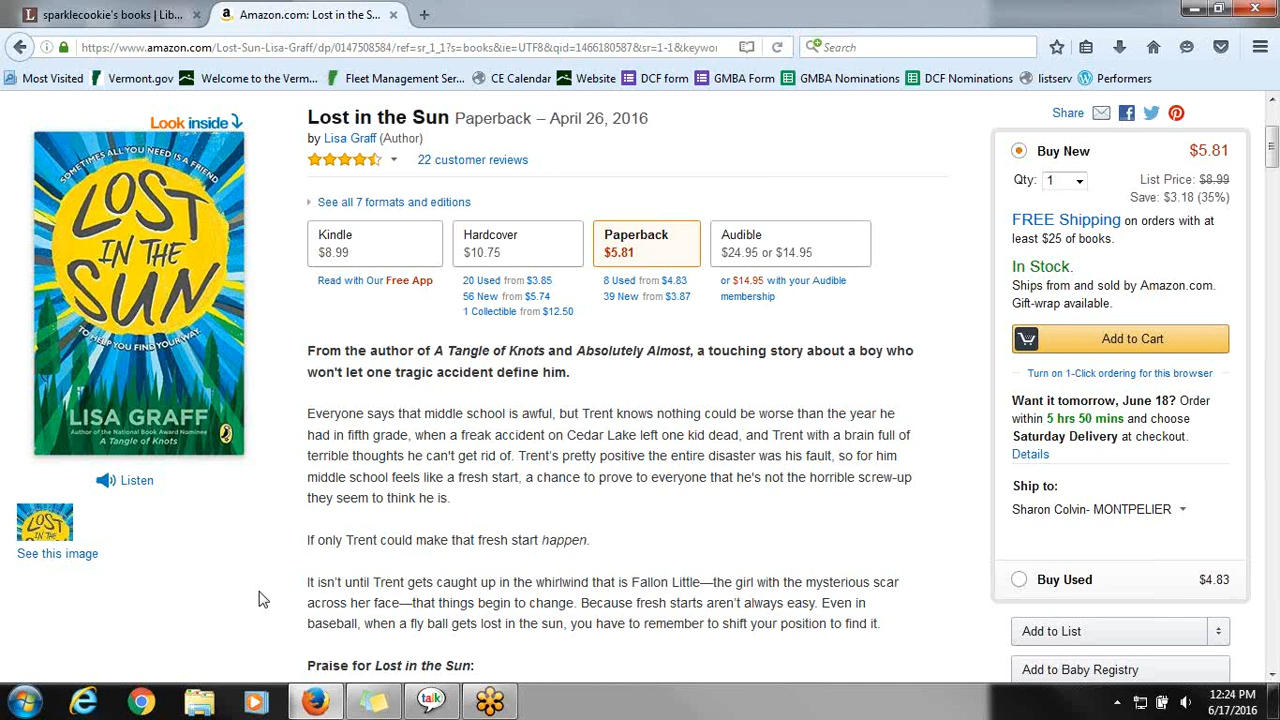 sparklecookie's books | Lib...
Amazon.com: Lost in the S...
https://www.amazon.com/Lost-Sun-Lisa-Graff/dp/0147508584/ref=sr_1_1?s=books&ie=UTF8&qid=1466180587&sr=1-1&keywor
Search
Most Visited
Vermont.gov
Welcome to the Verm...
Fleet Management Ser...
CE Calendar
Website
DCF form
GMBA Form
GMBA Nominations
DCF Nominations
listserv
Performers
Look inside
SOMETIMES ALL YOU NEED IS A FRIEND
LOST
IN THE
SUN
TO HELP YOU FIND YOUR WAY.
LISA GRAFF
Author of the National Book Award Nominee
A Tangle of Knots
Listen
LOST
IN THE
See this image
Lost in the Sun Paperback – April 26, 2016
by Lisa Graff (Author)
22 customer reviews
See all 7 formats and editions
Kindle
$8.99
Read with Our Free App
Hardcover
$10.75
20 Used from $3.85
56 New from $5.74
1 Collectible from $12.50
Paperback
$5.81
8 Used from $4.83
39 New from $3.87
Audible
$24.95 or $14.95
or $14.95 with your Audible
membership
From the author of A Tangle of Knots and Absolutely Almost, a touching story about a boy who
won't let one tragic accident define him.
Everyone says that middle school is awful, but Trent knows nothing could be worse than the year he
had in fifth grade, when a freak accident on Cedar Lake left one kid dead, and Trent with a brain full of
terrible thoughts he can't get rid of. Trent's pretty positive the entire disaster was his fault, so for him
middle school feels like a fresh start, a chance to prove to everyone that he's not the horrible screw-up
they seem to think he is.
If only Trent could make that fresh start happen.
It isn't until Trent gets caught up in the whirlwind that is Fallon Little—the girl with the mysterious scar
across her face—that things begin to change. Because fresh starts aren't always easy. Even in
baseball, when a fly ball gets lost in the sun, you have to remember to shift your position to find it.
Praise for Lost in the Sun:
Share
Buy New
$5.81
Qty: 1
List Price: $8.99
Save: $3.18 (35%)
FREE Shipping on orders with at
least $25 of books.
In Stock.
Ships from and sold by Amazon.com.
Gift-wrap available.
Add to Cart
Turn on 1-Click ordering for this browser
Want it tomorrow, June 18? Order
within 5 hrs 50 mins and choose
Saturday Delivery at checkout.
Details
Ship to:
Sharon Colvin- MONTPELIER
Buy Used
$4.83
Add to List
Add to Baby Registry
talk
12:24 PM
6/17/2016